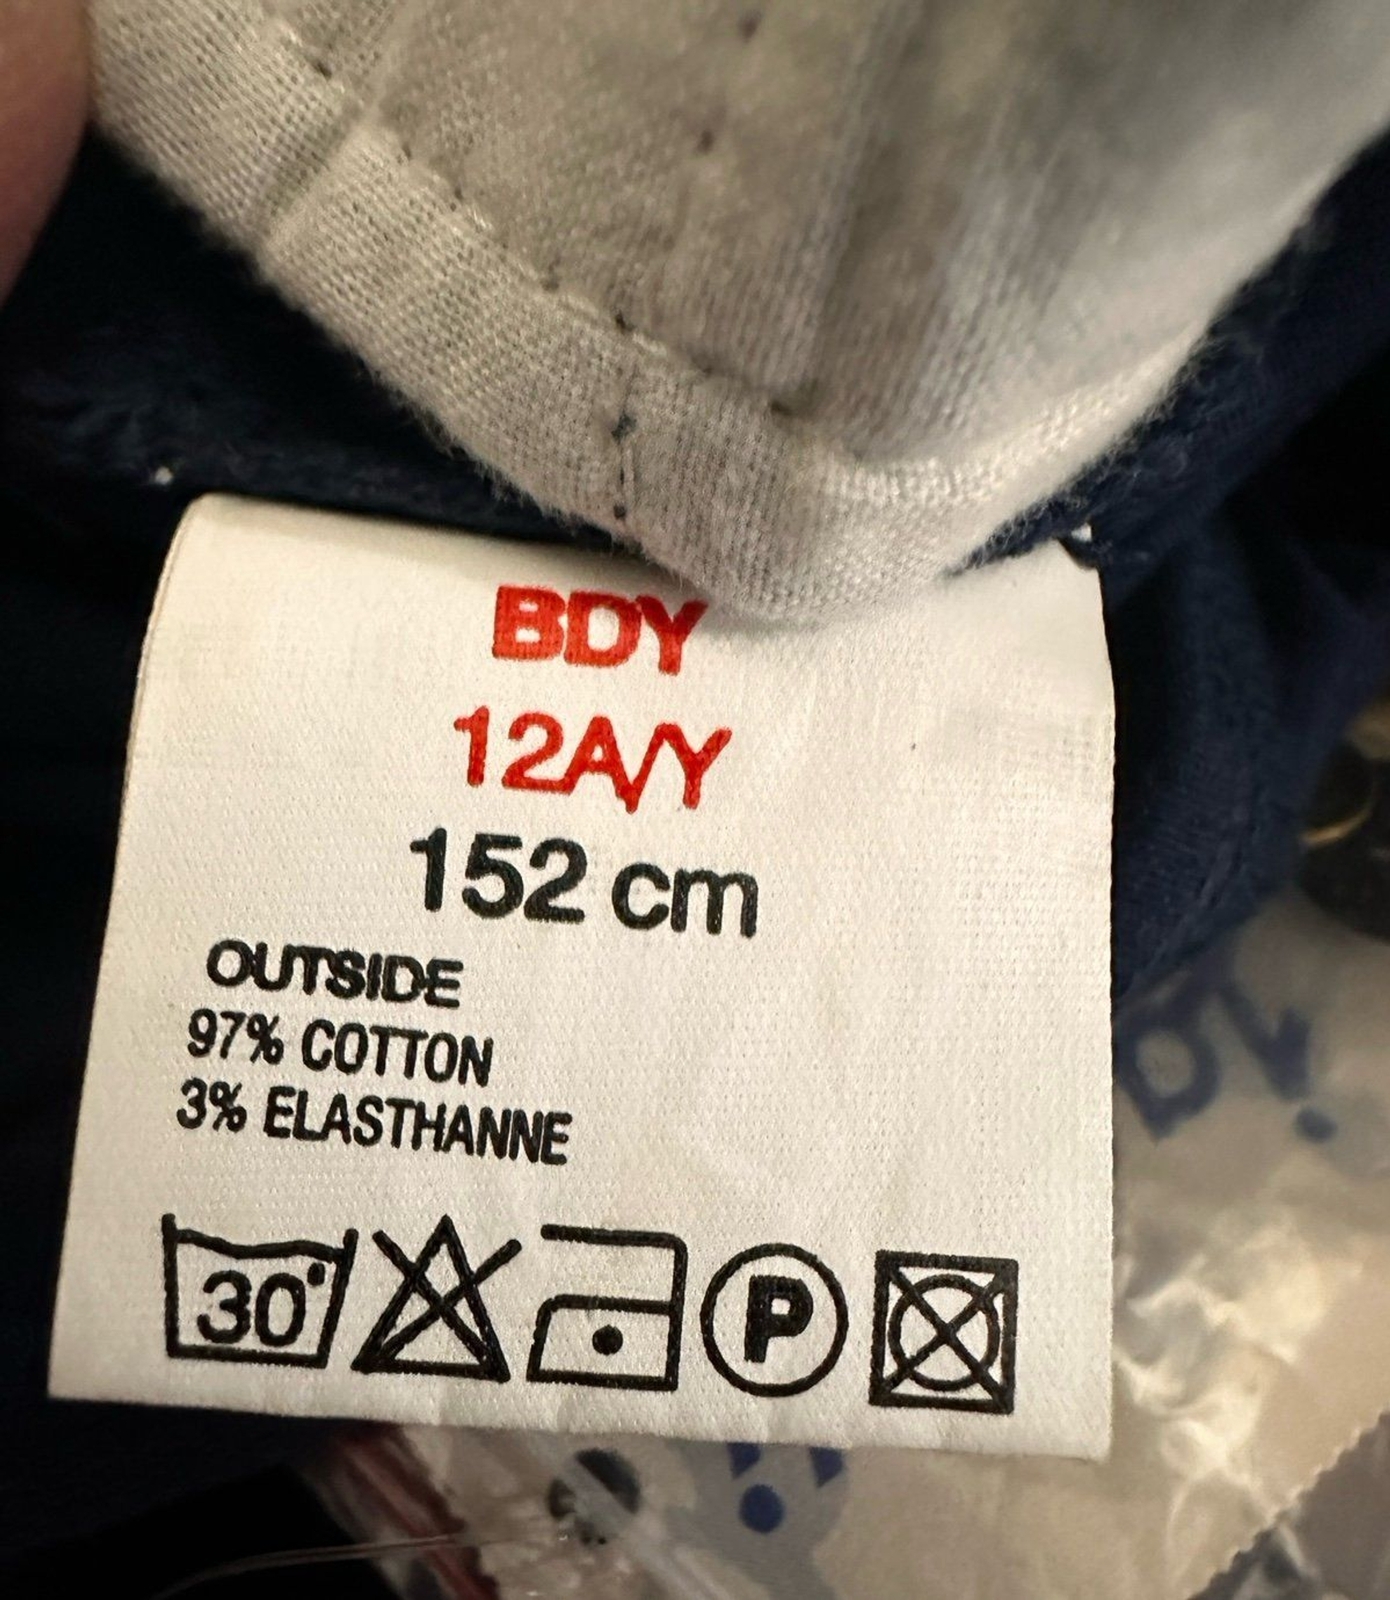 BDY
12A/Y
152 cm
OUTSIDE
97% COTTON
3% ELASTHANNE
30°
P